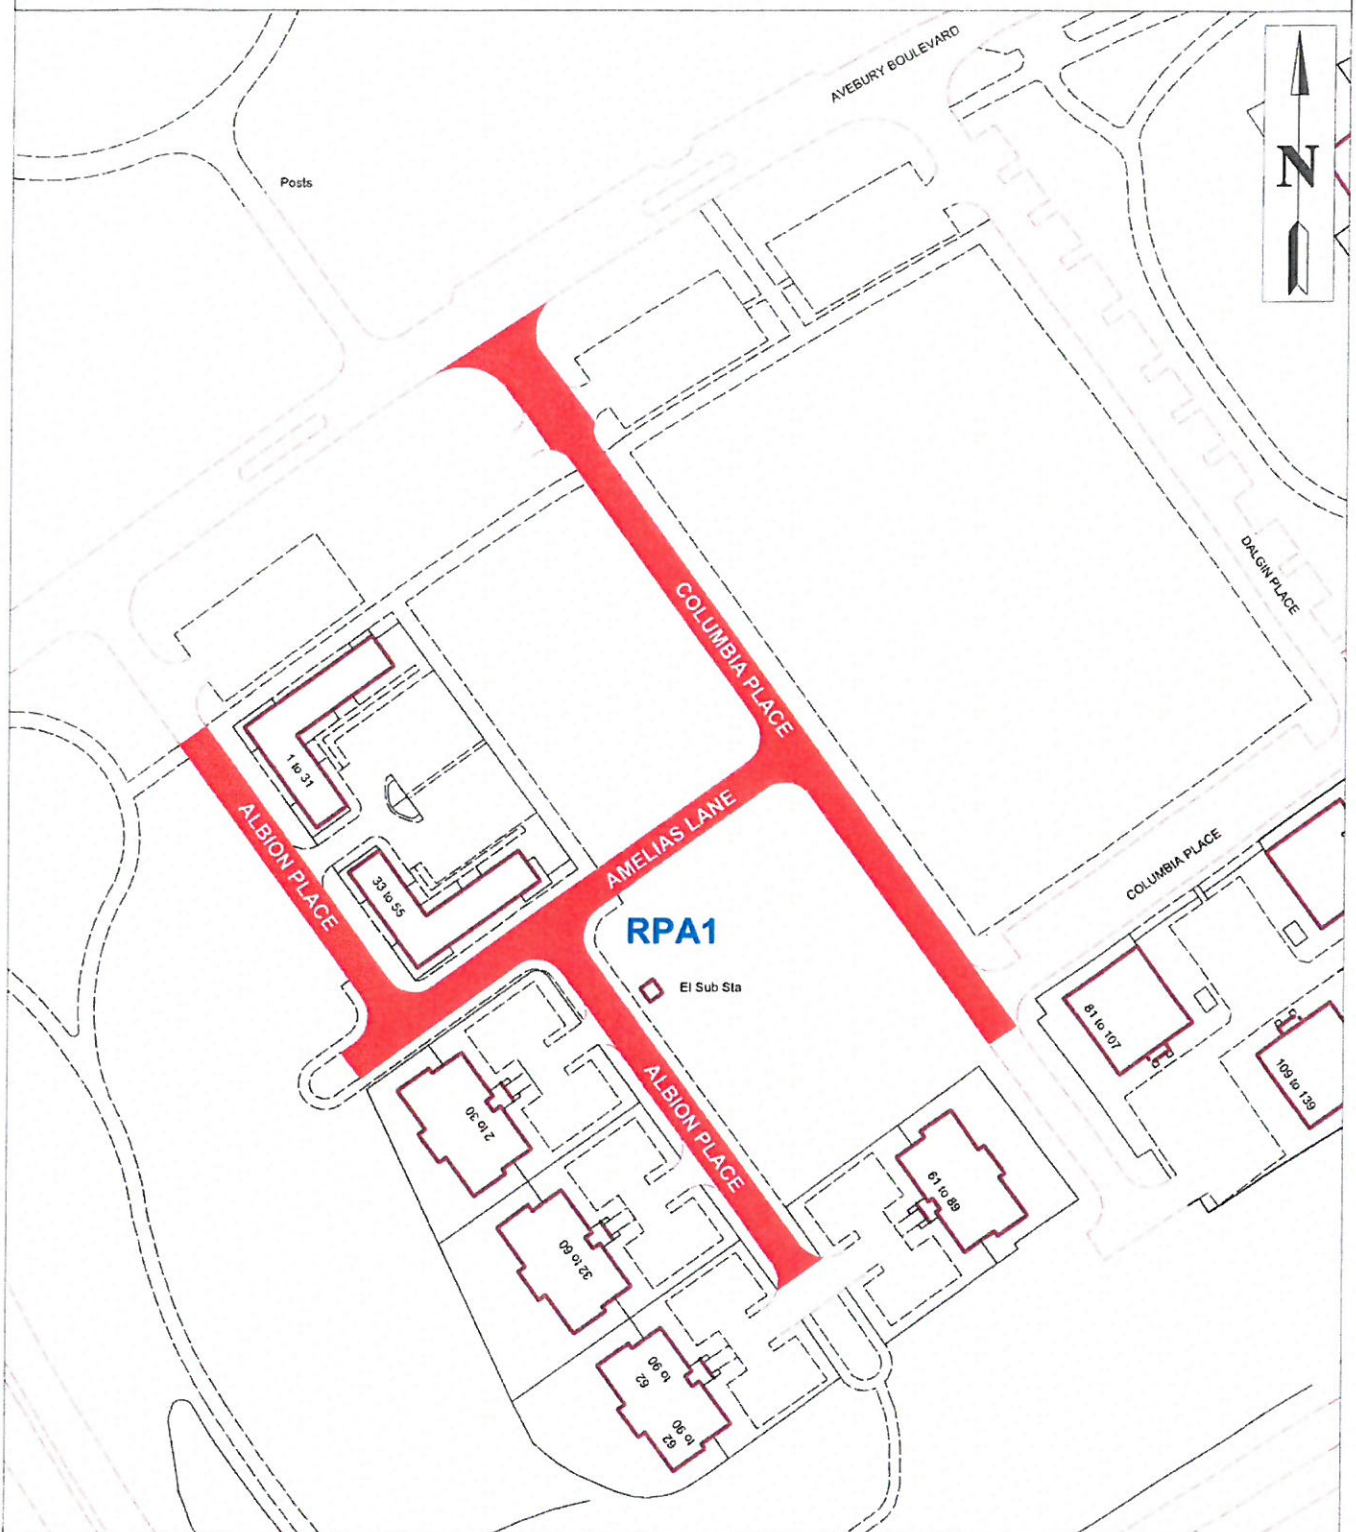 AVEBURY BOULEVARD
N
Posts
DALGIN PLACE
COLUMBIA PLACE
1 to 31
ALBION PLACE
AMELIAS LANE
COLUMBIA PLACE
33 to 55
RPA1
El Sub Sta
81 to 107
109 to 139
ALBION PLACE
2 to 30
61 to 89
32 to 60
62
to 90
62
to 90